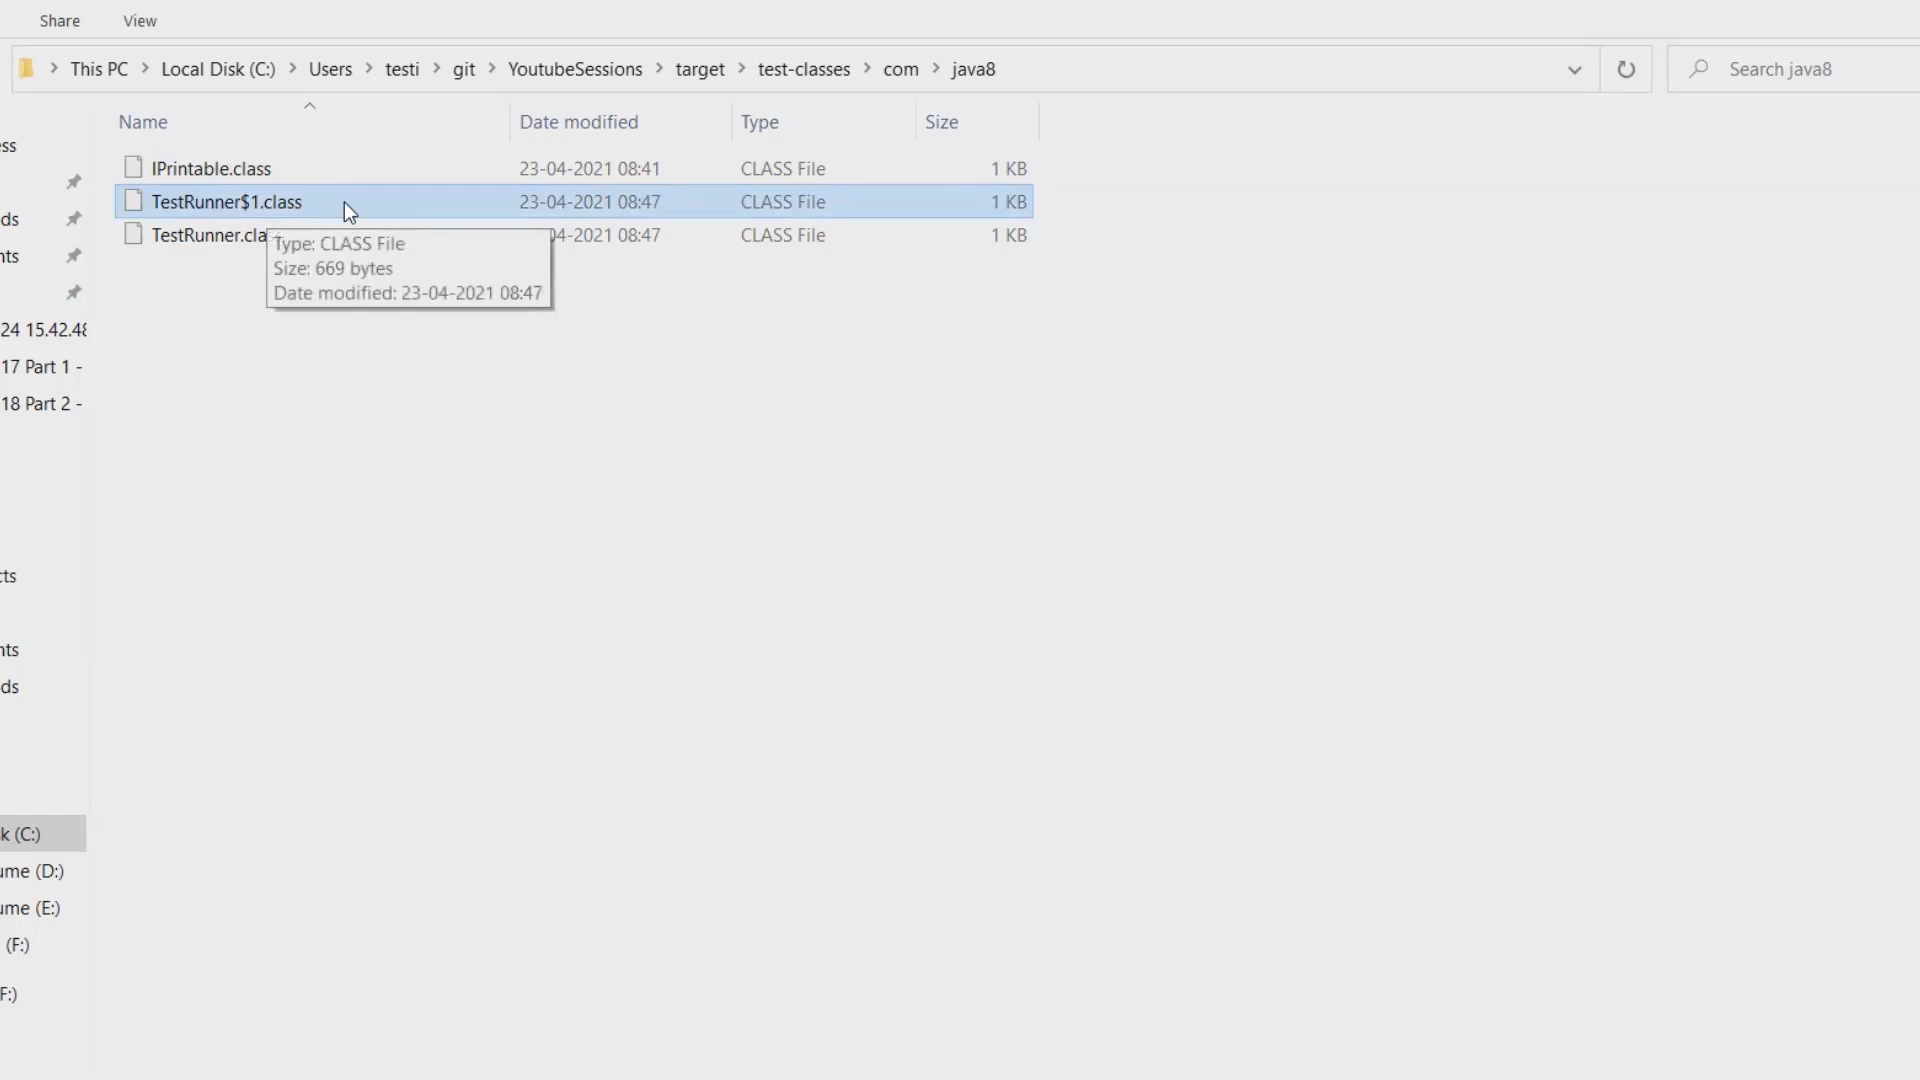 Share View
This PC Local Disk (C:) Users testi git YoutubeSessions target test-classes com java8 Search java8
Name Date modified Type Size
ess
IPrintable.class 23-04-2021 08:41 CLASS File 1 KB
TestRunner$1.class 23-04-2021 08:47 CLASS File 1 KB
ds
TestRunner.cla 04-2021 08:47 CLASS File 1 KB
Type: CLASS File
nts
Size: 669 bytes
Date modified: 23-04-2021 08:47
24 15.42.48
17 Part 1 -
18 Part 2 -
cts
nts
ds
k (C:)
ume (D:)
ume (E:)
(F:)
F:)